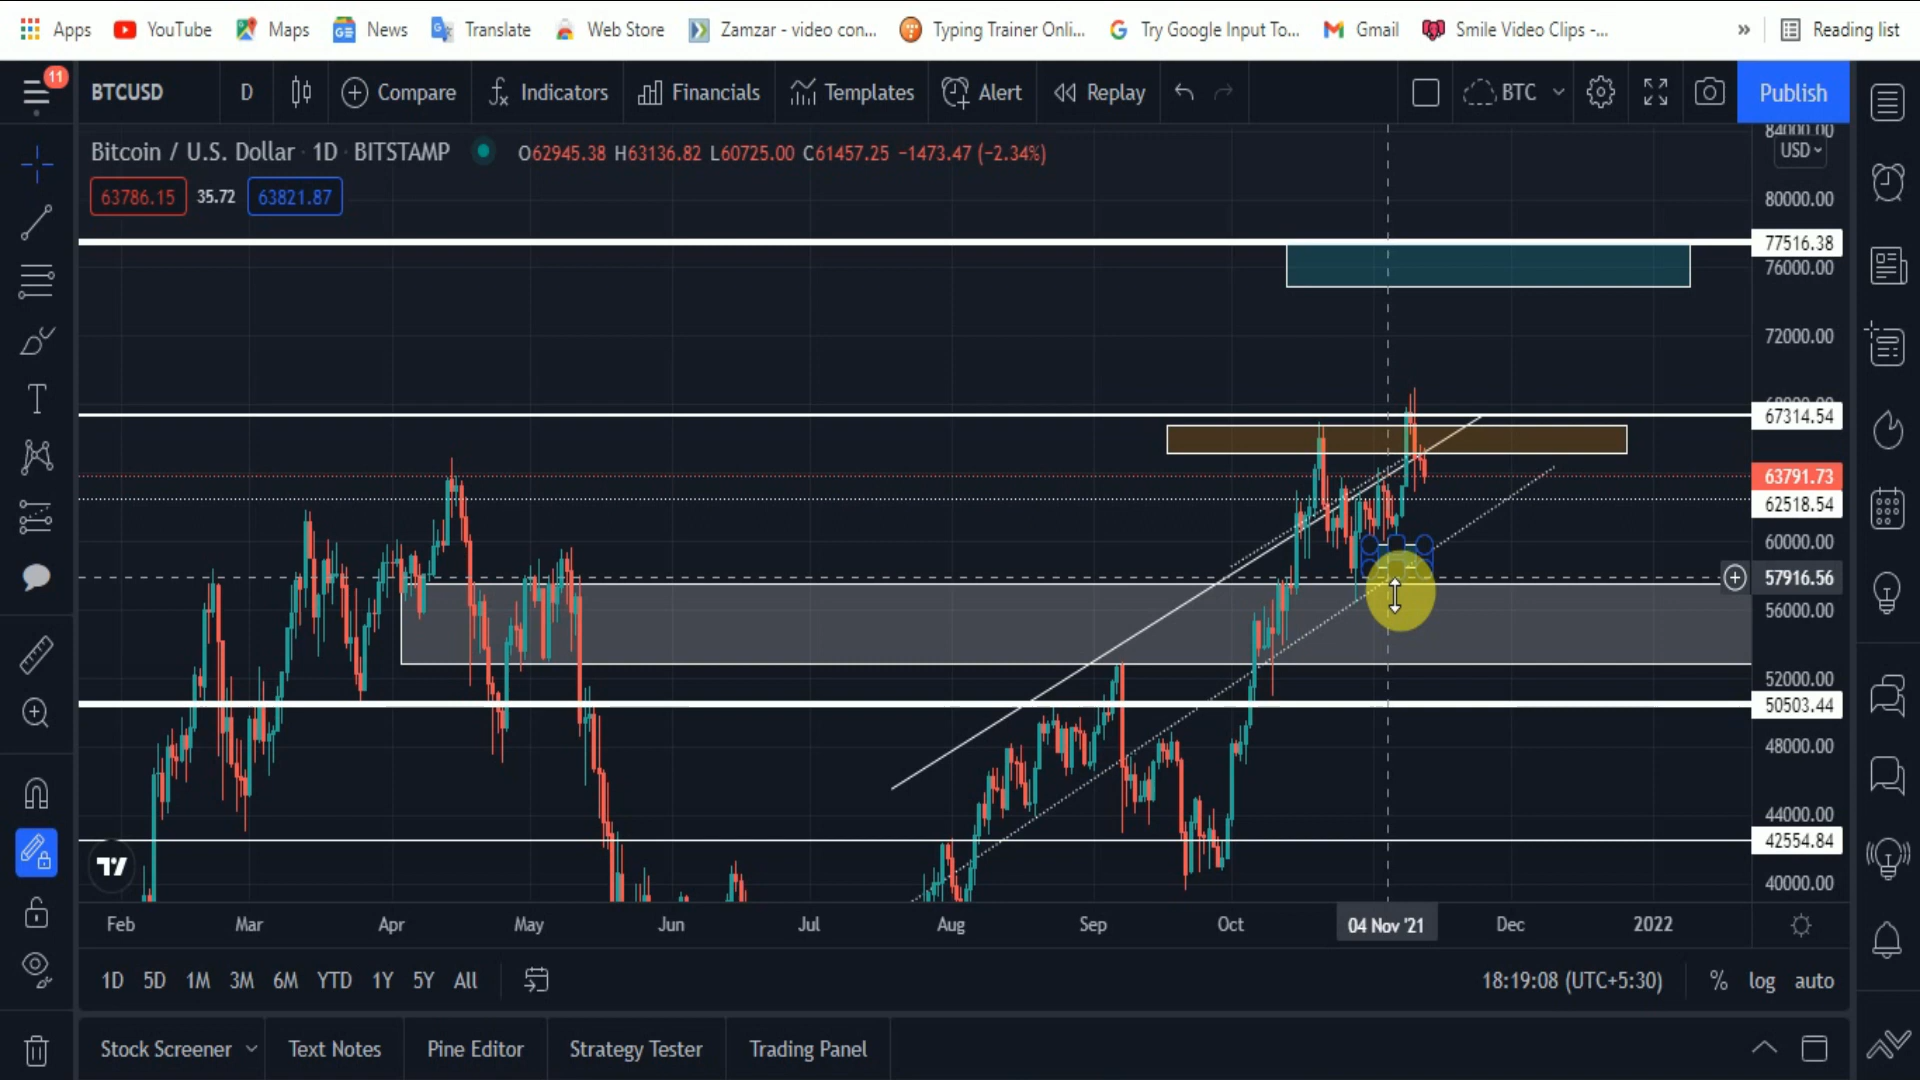 Apps YouTube Maps News Translate Web Store Zamzar - video con... Typing Trainer Onli... Try Google Input To... Gmail Smile Video Clips -... » Reading list
11
BTCUSD D Compare Indicators Financials Templates Alert Replay BTC Publish
Bitcoin / U.S. Dollar · 1D · BITSTAMP O62945.38 H63136.82 L60725.00 C61457.25 −1473.47 (−2.34%)
63786.15 35.72 63821.87
84000.00
USD
80000.00
77516.38
76000.00
72000.00
68000.00
67314.54
63791.73
62518.54
60000.00
57916.56
56000.00
52000.00
50503.44
48000.00
44000.00
42554.84
40000.00
Feb Mar Apr May Jun Jul Aug Sep Oct 04 Nov '21 Dec 2022
1D 5D 1M 3M 6M YTD 1Y 5Y All 18:19:08 (UTC+5:30) % log auto
Stock Screener Text Notes Pine Editor Strategy Tester Trading Panel